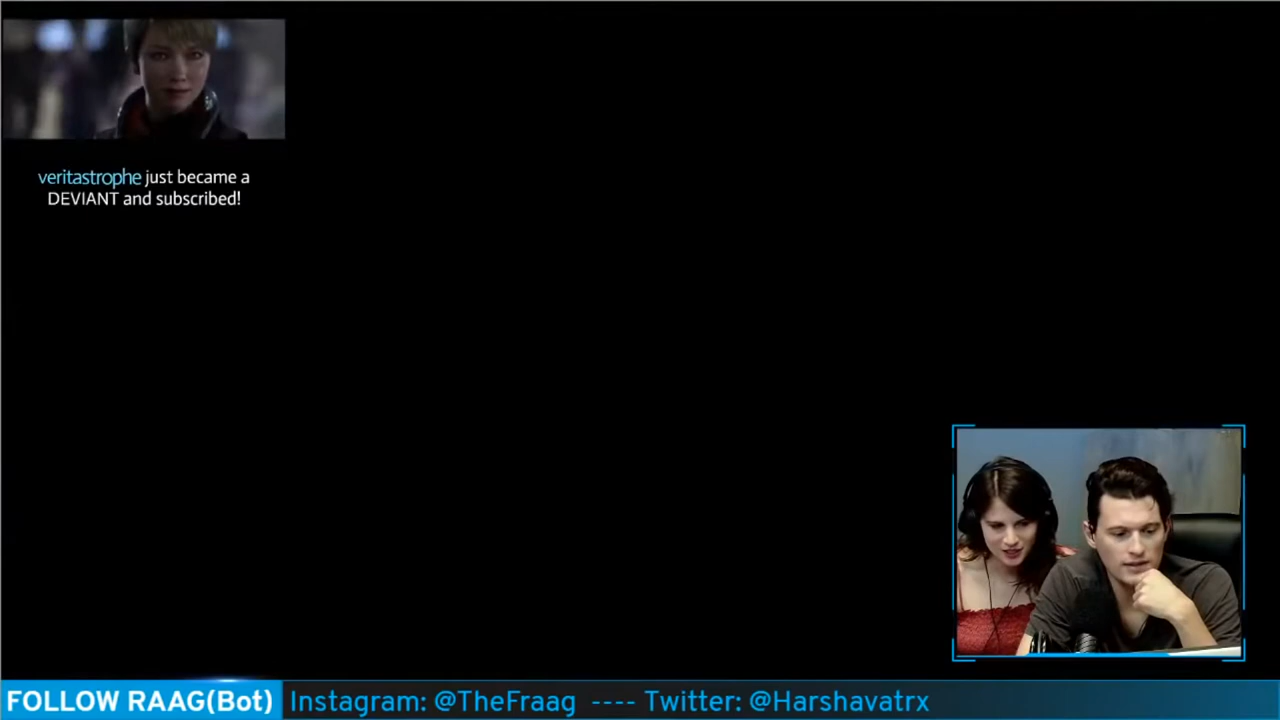 veritastrophe just became a
DEVIANT and subscribed!
FOLLOW RAAG(Bot) Instagram: @TheFraag ---- Twitter: @Harshavatrx